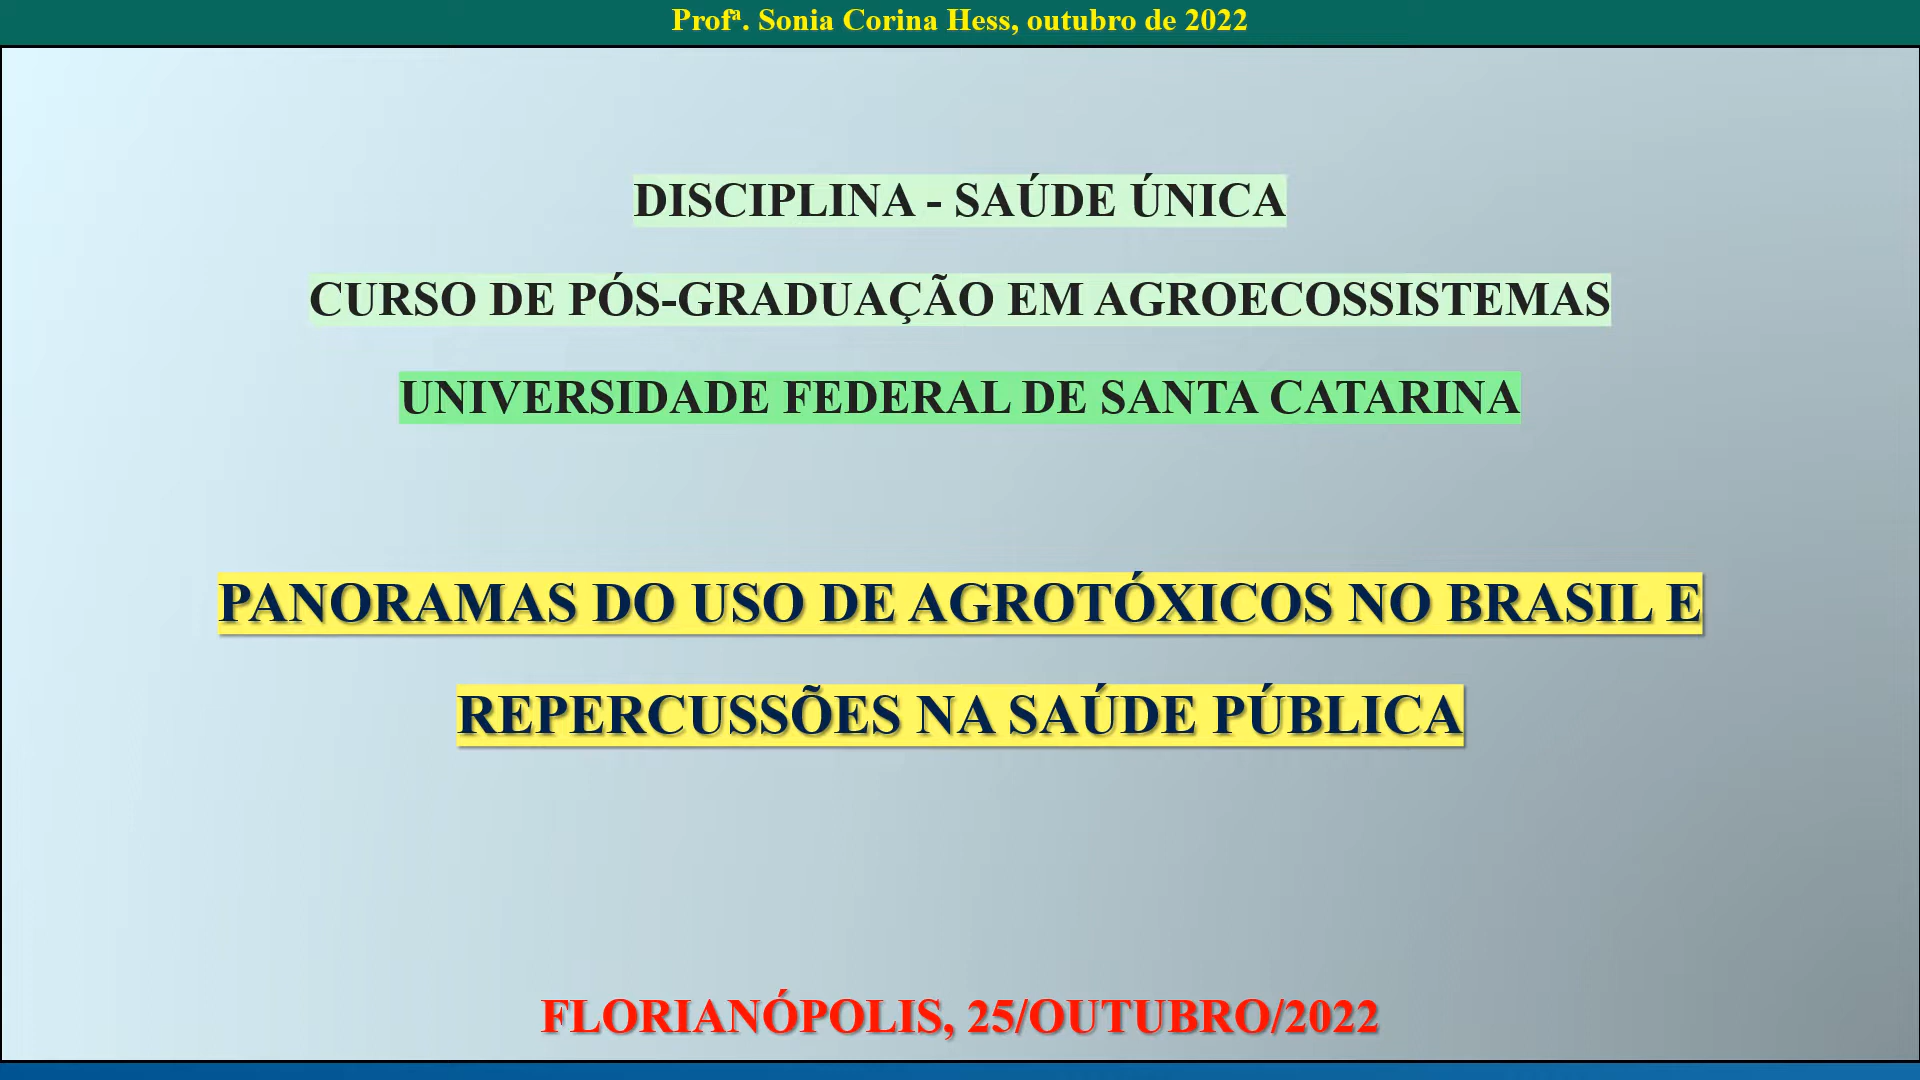 Profª. Sonia Corina Hess, outubro de 2022
DISCIPLINA - SAÚDE ÚNICA
CURSO DE PÓS-GRADUAÇÃO EM AGROECOSSISTEMAS
UNIVERSIDADE FEDERAL DE SANTA CATARINA
PANORAMAS DO USO DE AGROTÓXICOS NO BRASIL E
REPERCUSSÕES NA SAÚDE PÚBLICA
FLORIANÓPOLIS, 25/OUTUBRO/2022